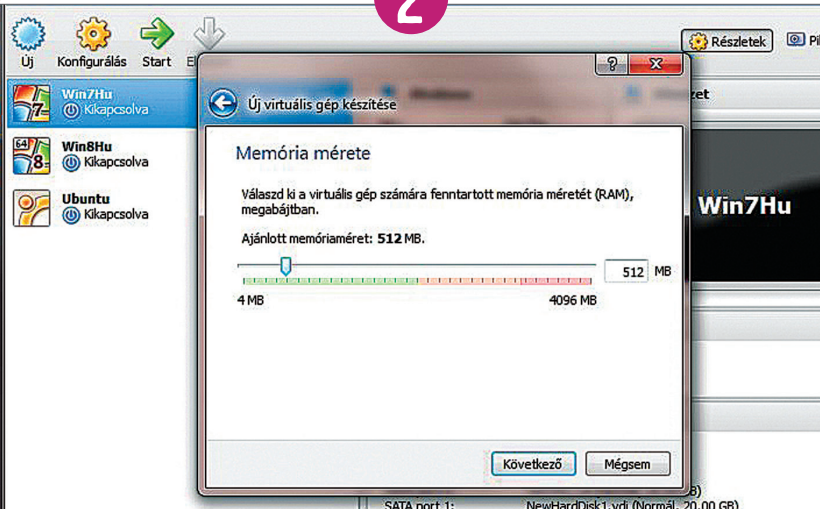 2
Új
Konfigurálás
Start
Részletek
Win7Hu
Kikapcsolva
64
Win8Hu
Kikapcsolva
Ubuntu
Kikapcsolva
Új virtuális gép készítése
Memória mérete
Válaszd ki a virtuális gép számára fenntartott memória méretét (RAM),
megabájtban.
Ajánlott memóriaméret: 512 MB.
512 MB
4 MB
4096 MB
Következő
Mégsem
Win7Hu
SATA port 1:
NewHardDisk1.vdi (Normál, 20,00 GB)